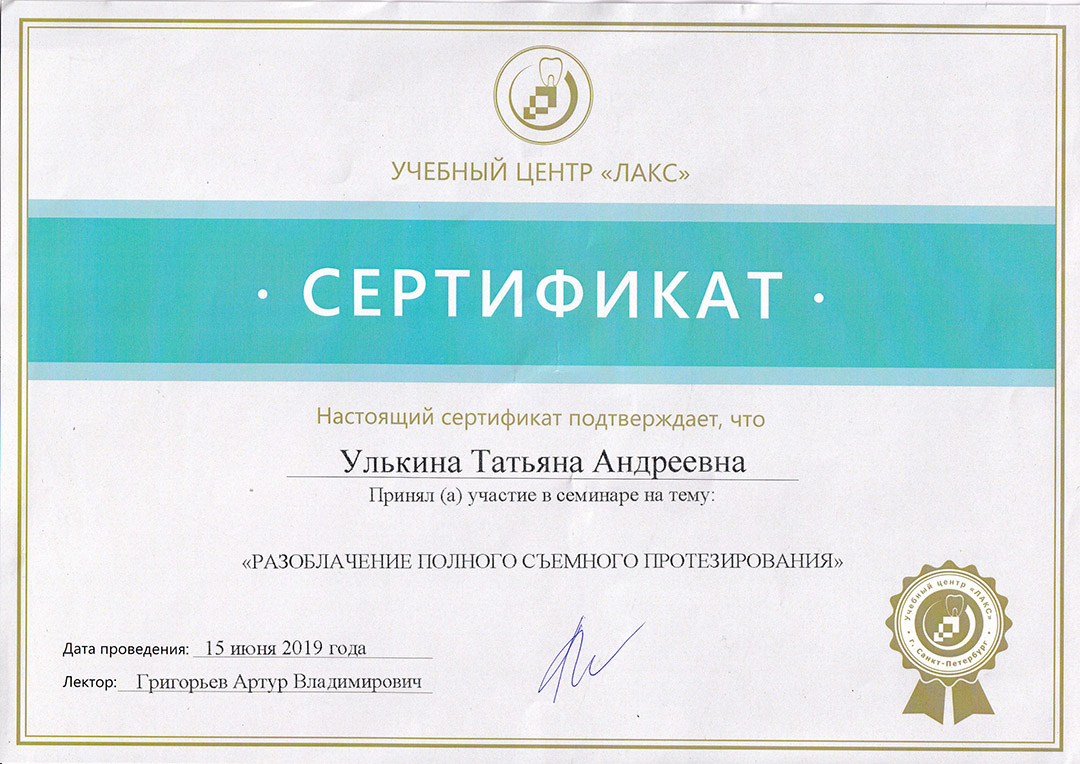 УЧЕБНЫЙ ЦЕНТР «ЛАКС»
· СЕРТИФИКАТ ·
Настоящий сертификат подтверждает, что
Улькина Татьяна Андреевна
Принял (а) участие в семинаре на тему:
«РАЗОБЛАЧЕНИЕ ПОЛНОГО СЪЕМНОГО ПРОТЕЗИРОВАНИЯ»
Дата проведения: 15 июня 2019 года
Лектор: Григорьев Артур Владимирович
Учебный центр «ЛАКС»
г. Санкт-Петербург